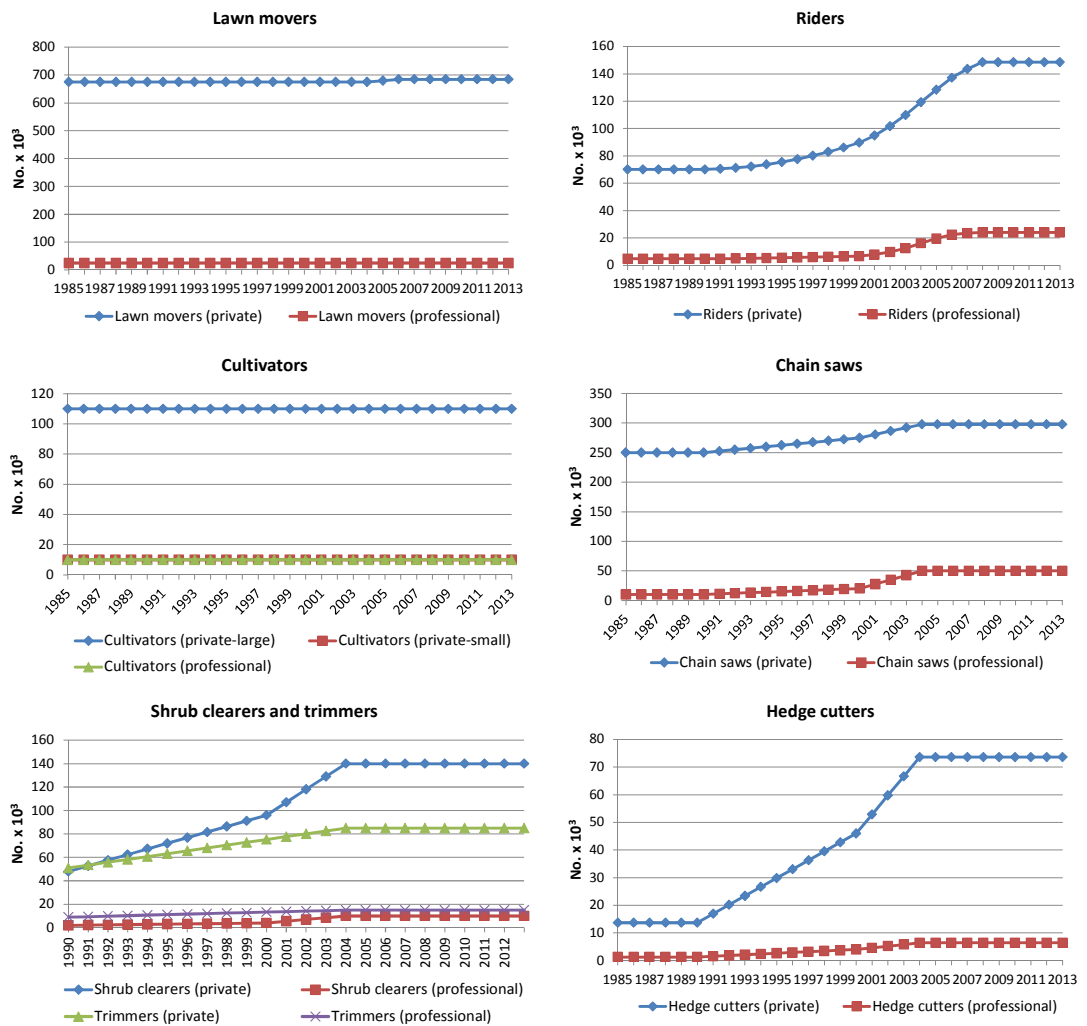 Lawn movers
No. x 10³
800
700
600
500
400
300
200
100
0
1985 1987 1989 1991 1993 1995 1997 1999 2001 2003 2005 2007 2009 2011 2013
Lawn movers (private) Lawn movers (professional)
Riders
No. x 10³
160
140
120
100
80
60
40
20
0
1985 1987 1989 1991 1993 1995 1997 1999 2001 2003 2005 2007 2009 2011 2013
Riders (private) Riders (professional)
Cultivators
No. x 10³
120
100
80
60
40
20
0
1985 1987 1989 1991 1993 1995 1997 1999 2001 2003 2005 2007 2009 2011 2013
Cultivators (private-large) Cultivators (private-small)
Cultivators (professional)
Chain saws
No. x 10³
350
300
250
200
150
100
50
0
1985 1987 1989 1991 1993 1995 1997 1999 2001 2003 2005 2007 2009 2011 2013
Chain saws (private) Chain saws (professional)
Shrub clearers and trimmers
No. x 10³
160
140
120
100
80
60
40
20
0
1990 1991 1992 1993 1994 1995 1996 1997 1998 1999 2000 2001 2002 2003 2004 2005 2006 2007 2008 2009 2010 2011 2012
Shrub clearers (private) Shrub clearers (professional)
Trimmers (private) Trimmers (professional)
Hedge cutters
No. x 10³
80
70
60
50
40
30
20
10
0
1985 1987 1989 1991 1993 1995 1997 1999 2001 2003 2005 2007 2009 2011 2013
Hedge cutters (private) Hedge cutters (professional)